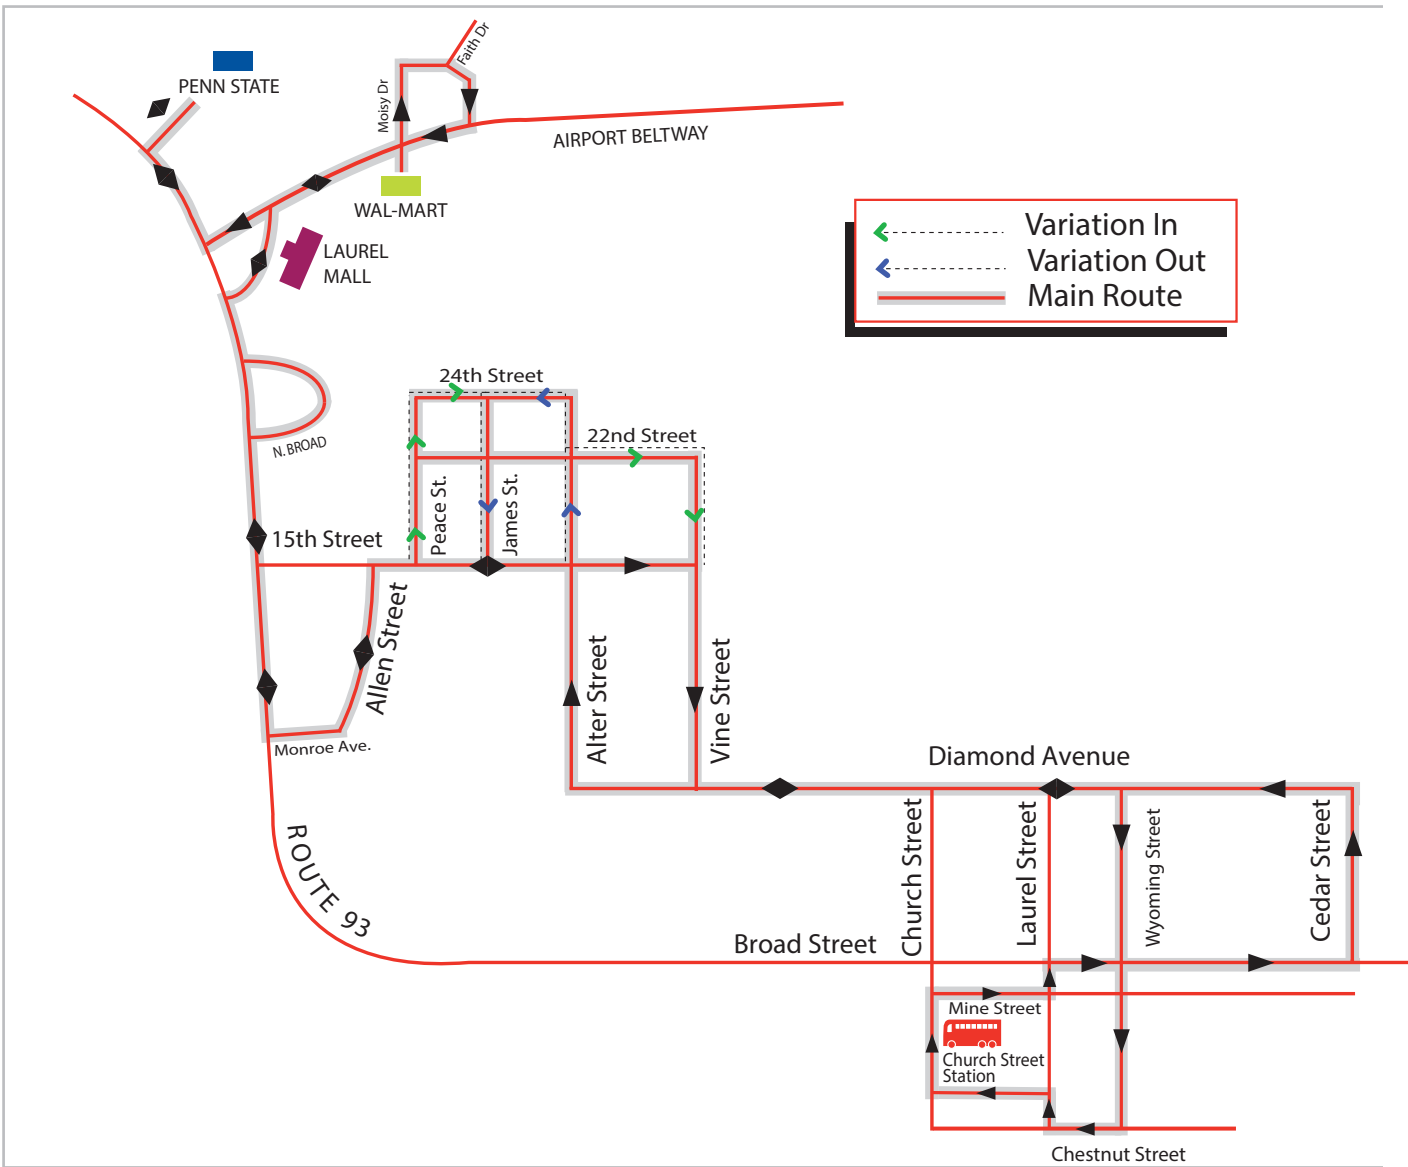 Faith Dr
PENN STATE
Moisy Dr
AIRPORT BELTWAY
WAL-MART
Variation In
LAUREL
MALL
Variation Out
Main Route
24th Street
22nd Street
N. BROAD
Peace St.
James St.
15th Street
Allen Street
Alter Street
Vine Street
Monroe Ave.
Diamond Avenue
Church Street
Laurel Street
Wyoming Street
Cedar Street
ROUTE 93
Broad Street
Mine Street
Church Street
Station
Chestnut Street